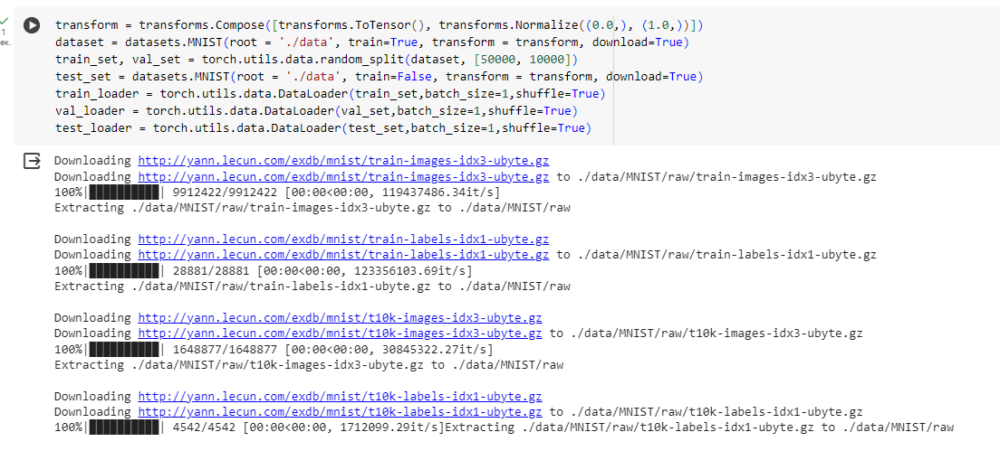 transform = transforms.Compose([transforms.ToTensor(), transforms.Normalize((0.0,), (1.0,))])
dataset = datasets.MNIST(root = './data', train=True, transform = transform, download=True)
train_set, val_set = torch.utils.data.random_split(dataset, [50000, 10000])
test_set = datasets.MNIST(root = './data', train=False, transform = transform, download=True)
train_loader = torch.utils.data.DataLoader(train_set,batch_size=1,shuffle=True)
val_loader = torch.utils.data.DataLoader(val_set,batch_size=1,shuffle=True)
test_loader = torch.utils.data.DataLoader(test_set,batch_size=1,shuffle=True)
1
ек.
Downloading http://yann.lecun.com/exdb/mnist/train-images-idx3-ubyte.gz
Downloading http://yann.lecun.com/exdb/mnist/train-images-idx3-ubyte.gz to ./data/MNIST/raw/train-images-idx3-ubyte.gz
100%|██████████| 9912422/9912422 [00:00<00:00, 119437486.34it/s]
Extracting ./data/MNIST/raw/train-images-idx3-ubyte.gz to ./data/MNIST/raw
Downloading http://yann.lecun.com/exdb/mnist/train-labels-idx1-ubyte.gz
Downloading http://yann.lecun.com/exdb/mnist/train-labels-idx1-ubyte.gz to ./data/MNIST/raw/train-labels-idx1-ubyte.gz
100%|██████████| 28881/28881 [00:00<00:00, 123356103.69it/s]
Extracting ./data/MNIST/raw/train-labels-idx1-ubyte.gz to ./data/MNIST/raw
Downloading http://yann.lecun.com/exdb/mnist/t10k-images-idx3-ubyte.gz
Downloading http://yann.lecun.com/exdb/mnist/t10k-images-idx3-ubyte.gz to ./data/MNIST/raw/t10k-images-idx3-ubyte.gz
100%|██████████| 1648877/1648877 [00:00<00:00, 30845322.27it/s]
Extracting ./data/MNIST/raw/t10k-images-idx3-ubyte.gz to ./data/MNIST/raw
Downloading http://yann.lecun.com/exdb/mnist/t10k-labels-idx1-ubyte.gz
Downloading http://yann.lecun.com/exdb/mnist/t10k-labels-idx1-ubyte.gz to ./data/MNIST/raw/t10k-labels-idx1-ubyte.gz
100%|██████████| 4542/4542 [00:00<00:00, 1712099.29it/s]Extracting ./data/MNIST/raw/t10k-labels-idx1-ubyte.gz to ./data/MNIST/raw